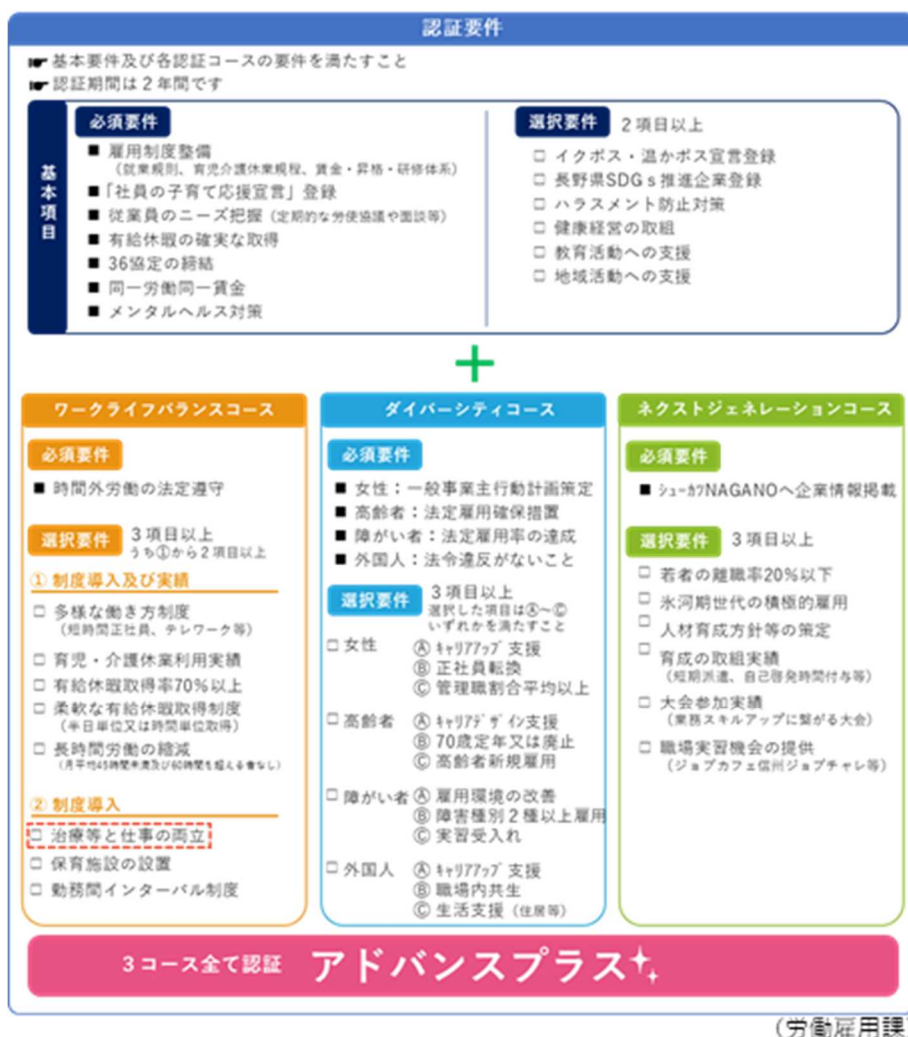 認証要件
☛ 基本要件及び各認証コースの要件を満たすこと
☛ 認証期間は２年間です
基本項目
必須要件
■ 雇用制度整備
（就業規則、育児介護休業規程、賃金・昇格・研修体系）
■ 「社員の子育て応援宣言」登録
■ 従業員のニーズ把握（定期的な労使協議や面談等）
■ 有給休暇の確実な取得
■ 36協定の締結
■ 同一労働同一賃金
■ メンタルヘルス対策
選択要件 ２項目以上
□ イクボス・温かボス宣言登録
□ 長野県SDGｓ推進企業登録
□ ハラスメント防止対策
□ 健康経営の取組
□ 教育活動への支援
□ 地域活動への支援
＋
ワークライフバランスコース
必須要件
■ 時間外労働の法定遵守
選択要件 ３項目以上
うち①から２項目以上
① 制度導入及び実績
□ 多様な働き方制度
（短時間正社員、テレワーク等）
□ 育児・介護休業利用実績
□ 有給休暇取得率70％以上
□ 柔軟な有給休暇取得制度
（半日単位又は時間単位取得）
□ 長時間労働の縮減
（月平均45時間未満及び60時間を超える者なし）
② 制度導入
□ 治療等と仕事の両立
□ 保育施設の設置
□ 勤務間インターバル制度
ダイバーシティコース
必須要件
■ 女性：一般事業主行動計画策定
■ 高齢者：法定雇用確保措置
■ 障がい者：法定雇用率の達成
■ 外国人：法令違反がないこと
選択要件 ３項目以上
選択した項目はⒶ～Ⓒ
いずれかを満たすこと
□ 女性 Ⓐ ｷｬﾘｱｱｯﾌﾟ支援
Ⓑ 正社員転換
Ⓒ 管理職割合平均以上
□ 高齢者 Ⓐ ｷｬﾘｱﾃﾞｻﾞｲﾝ支援
Ⓑ 70歳定年又は廃止
Ⓒ 高齢者新規雇用
□ 障がい者 Ⓐ 雇用環境の改善
Ⓑ 障害種別２種以上雇用
Ⓒ 実習受入れ
□ 外国人 Ⓐ ｷｬﾘｱｱｯﾌﾟ支援
Ⓑ 職場内共生
Ⓒ 生活支援（住居等）
ネクストジェネレーションコース
必須要件
■ ｼｭｰｶﾂNAGANOへ企業情報掲載
選択要件 ３項目以上
□ 若者の離職率20％以下
□ 氷河期世代の積極的雇用
□ 人材育成方針等の策定
□ 育成の取組実績
（短期派遣、自己啓発時間付与等）
□ 大会参加実績
（業務スキルアップに繋がる大会）
□ 職場実習機会の提供
（ジョブカフェ信州ジョブチャレ等）
３コース全て認証 アドバンスプラス
（労働雇用課）